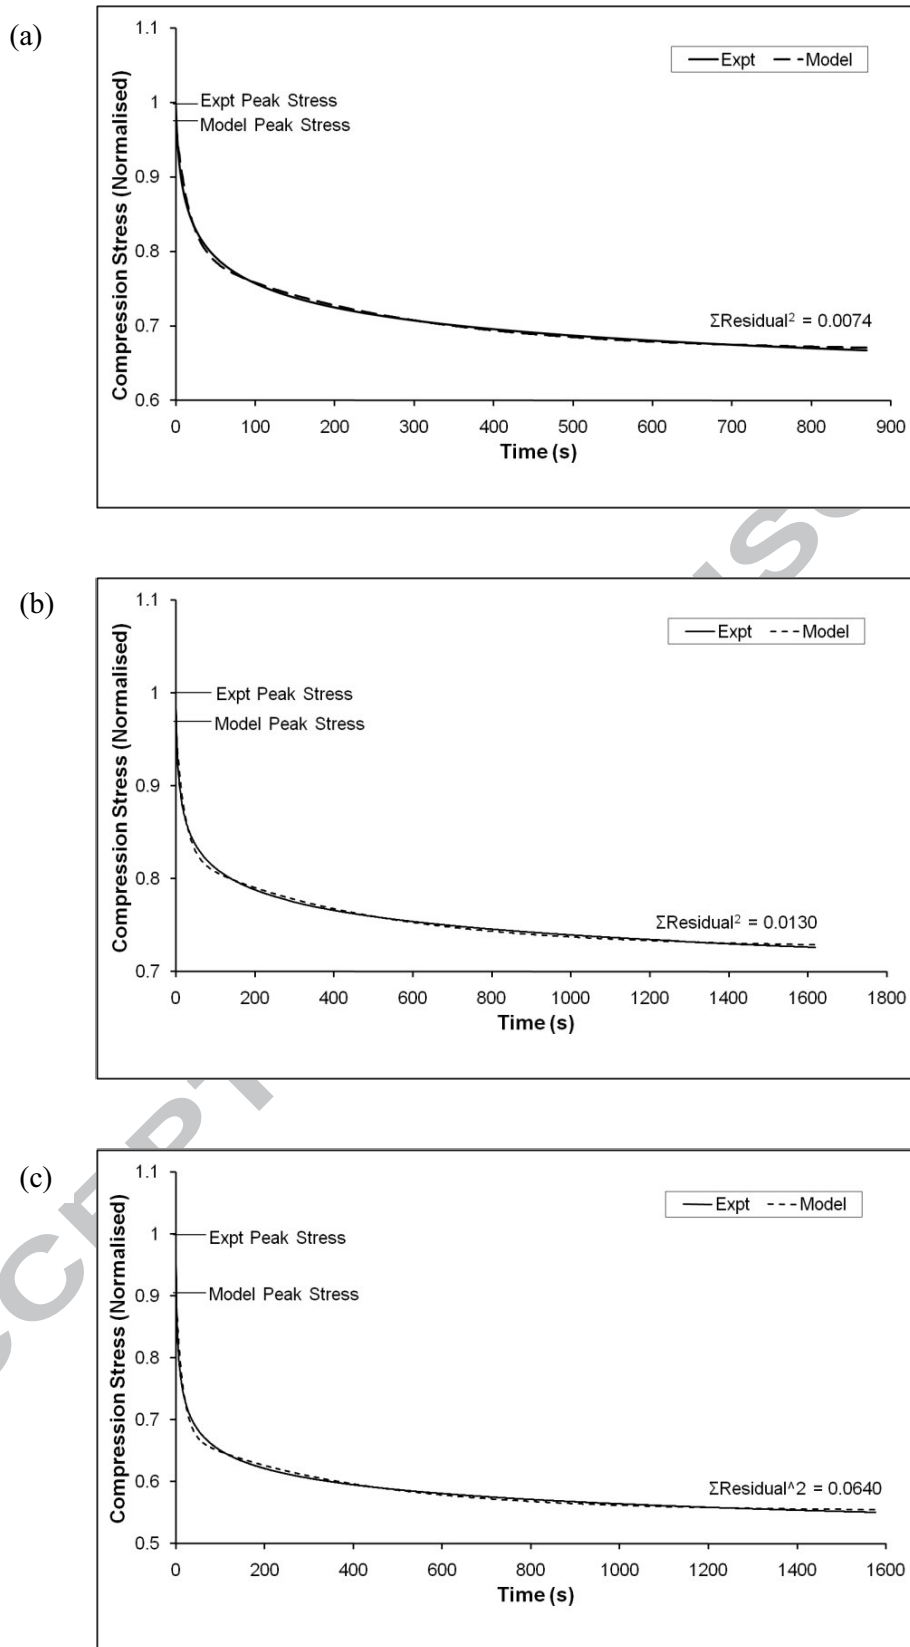 (a)
1.1
Expt Model
1
Expt Peak Stress
Model Peak Stress
0.9
0.8
0.7
ΣResidual² = 0.0074
0.6
Compression Stress (Normalised)
0 100 200 300 400 500 600 700 800 900
Time (s)
(b)
1.1
Expt Model
1
Expt Peak Stress
Model Peak Stress
0.9
0.8
ΣResidual² = 0.0130
0.7
Compression Stress (Normalised)
0 200 400 600 800 1000 1200 1400 1600 1800
Time (s)
(c)
1.1
Expt Model
1
Expt Peak Stress
0.9
Model Peak Stress
0.8
0.7
0.6
ΣResidual^2 = 0.0640
0.5
Compression Stress (Normalised)
0 200 400 600 800 1000 1200 1400 1600
Time (s)